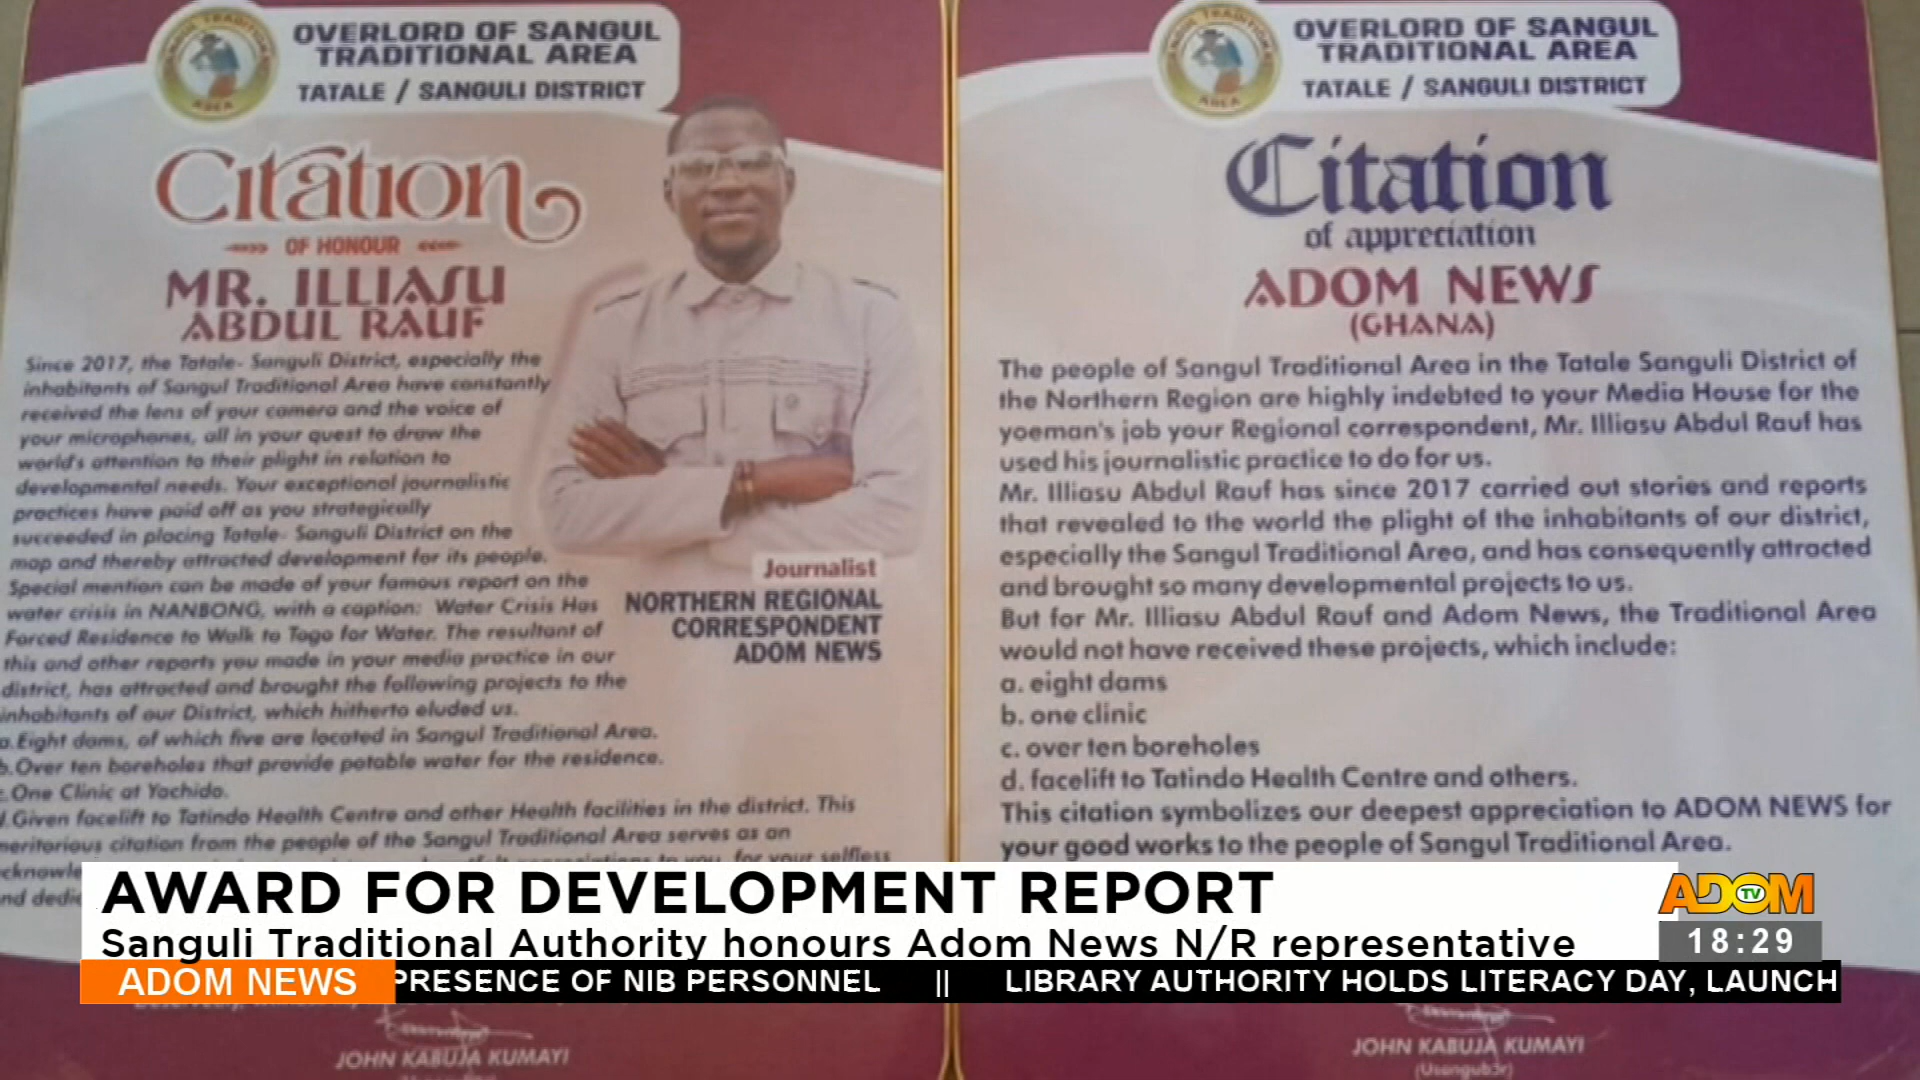 OVERLORD OF SANGUL
TRADITIONAL AREA
TATALE / SANGULI DISTRICT
Citation
OF HONOUR
MR. ILLIASU
ABDUL RAUF
Since 2017, the Tatale- Sanguli District, especially the
inhabitants of Sangul Traditional Area have constantly
received the lens of your camera and the voice of
your microphones, all in your quest to draw the
world's attention to their plight in relation to
developmental needs. Your exceptional journalistic
practices have paid off as you strategically
succeeded in placing Tatale- Sanguli District on the
map and thereby attracted development for its people.
Special mention can be made of your famous report on the
water crisis in NANBONG, with a caption: Water Crisis Has
Forced Residence to Walk to Togo for Water. The resultant of
this and other reports you made in your media practice in our
district, has attracted and brought the following projects to the
inhabitants of our District, which hitherto eluded us.
a.Eight dams, of which five are located in Sangul Traditional Area.
b.Over ten boreholes that provide potable water for the residence.
c.One Clinic at Yachido.
d.Given facelift to Tatindo Health Centre and other Health facilities in the district. This
meritorious citation from the people of the Sangul Traditional Area serves as an
to you, for your selfless
Journalist
NORTHERN REGIONAL
CORRESPONDENT
ADOM NEWS
JOHN KABUJA KUMAYI
OVERLORD OF SANGUL
TRADITIONAL AREA
TATALE / SANGULI DISTRICT
Citation
of appreciation
ADOM NEWS
(GHANA)
The people of Sangul Traditional Area in the Tatale Sanguli District of
the Northern Region are highly indebted to your Media House for the
yoeman's job your Regional correspondent, Mr. Illiasu Abdul Rauf has
used his journalistic practice to do for us.
Mr. Illiasu Abdul Rauf has since 2017 carried out stories and reports
that revealed to the world the plight of the inhabitants of our district,
especially the Sangul Traditional Area, and has consequently attracted
and brought so many developmental projects to us.
But for Mr. Illiasu Abdul Rauf and Adom News, the Traditional Area
would not have received these projects, which include:
a. eight dams
b. one clinic
c. over ten boreholes
d. facelift to Tatindo Health Centre and others.
This citation symbolizes our deepest appreciation to ADOM NEWS for
your good works to the people of Sangul Traditional Area.
JOHN KABUJA KUMAYI
AWARD FOR DEVELOPMENT REPORT
Sanguli Traditional Authority honours Adom News N/R representative
ADOM TV
18:29
ADOM NEWS
PRESENCE OF NIB PERSONNEL || LIBRARY AUTHORITY HOLDS LITERACY DAY, LAUNCH